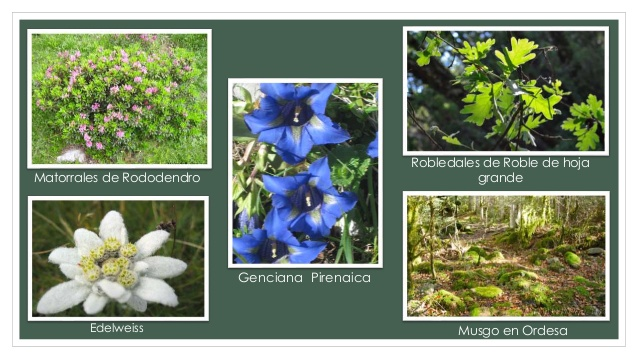 Matorrales de Rododendro
Edelweiss
Genciana  Pirenaica
Robledales de Roble de hoja
grande
Musgo en Ordesa